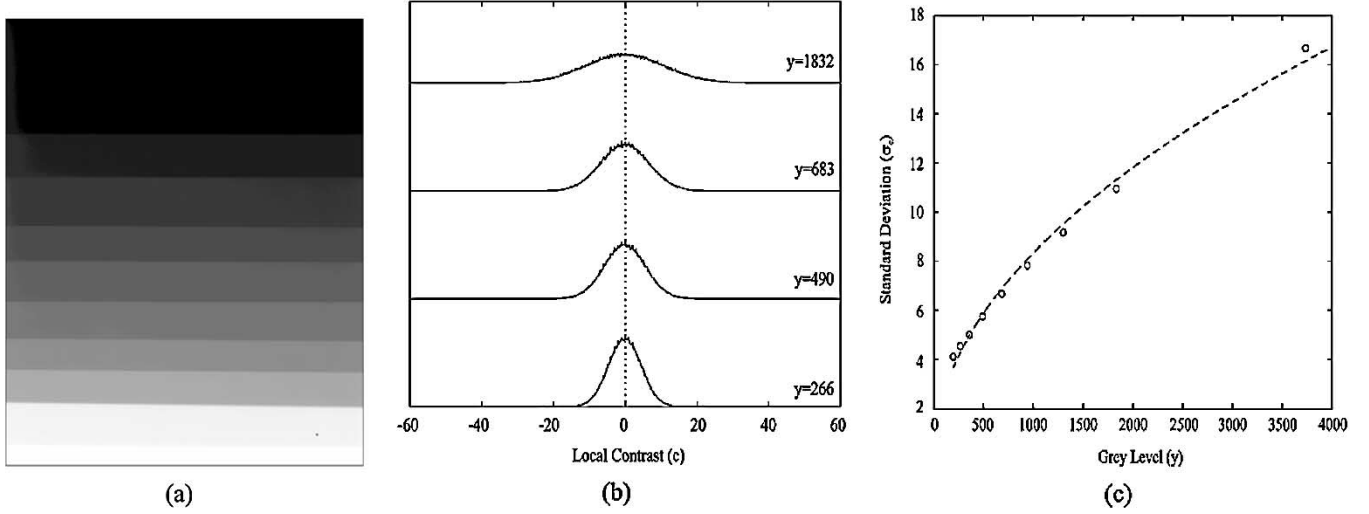 y=1832
y=683
y=490
y=266
-60
-40
-20
0
20
40
60
Local Contrast (c)
18
16
14
12
10
8
6
4
2
Standard Deviation (σc)
0
500
1000
1500
2000
2500
3000
3500
4000
Grey Level (y)
(a)
(b)
(c)